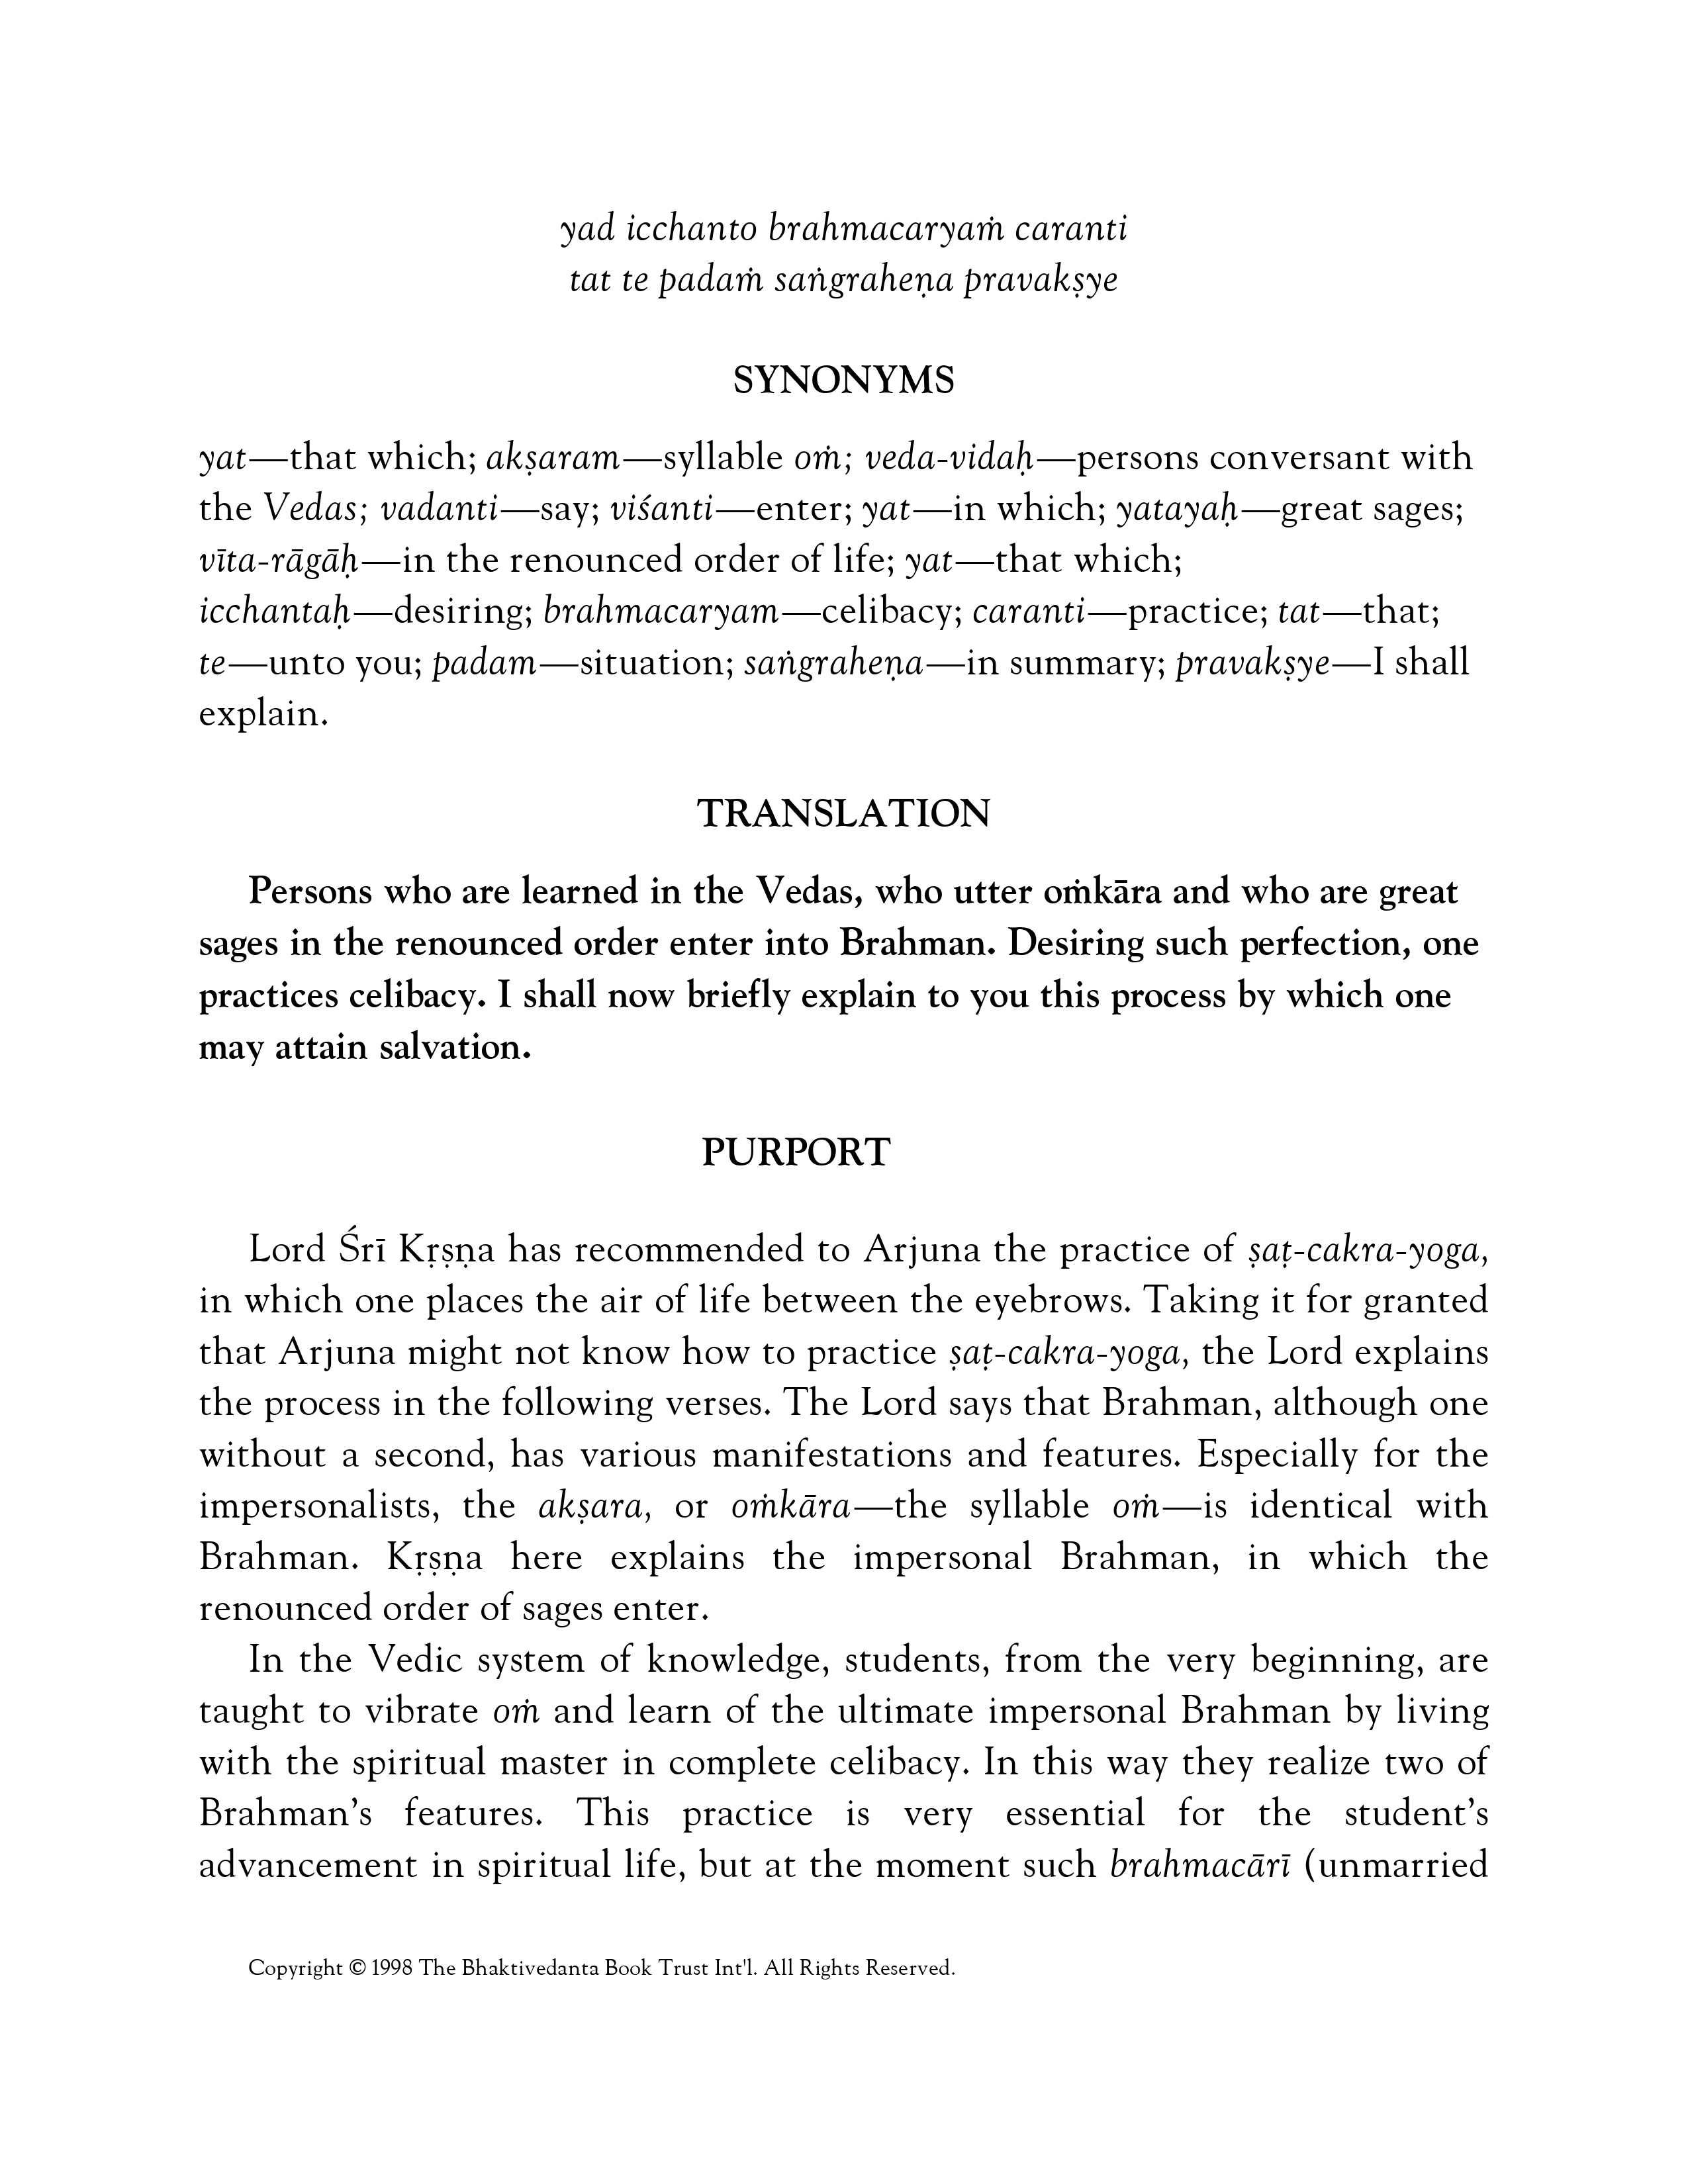 yad icchanto brahmacaryaṁ caranti
tat te padaṁ saṅgraheṇa pravakṣye
SYNONYMS
yat—that which; akṣaram—syllable oṁ; veda-vidaḥ—persons conversant with
the Vedas; vadanti—say; viśanti—enter; yat—in which; yatayaḥ—great sages;
vīta-rāgāḥ—in the renounced order of life; yat—that which;
icchantaḥ—desiring; brahmacaryam—celibacy; caranti—practice; tat—that;
te—unto you; padam—situation; saṅgraheṇa—in summary; pravakṣye—I shall
explain.
TRANSLATION
Persons who are learned in the Vedas, who utter oṁkāra and who are great
sages in the renounced order enter into Brahman. Desiring such perfection, one
practices celibacy. I shall now briefly explain to you this process by which one
may attain salvation.
PURPORT
Lord Śrī Kṛṣṇa has recommended to Arjuna the practice of ṣaṭ-cakra-yoga,
in which one places the air of life between the eyebrows. Taking it for granted
that Arjuna might not know how to practice ṣaṭ-cakra-yoga, the Lord explains
the process in the following verses. The Lord says that Brahman, although one
without a second, has various manifestations and features. Especially for the
impersonalists, the akṣara, or oṁkāra—the syllable oṁ—is identical with
Brahman. Kṛṣṇa here explains the impersonal Brahman, in which the
renounced order of sages enter.
In the Vedic system of knowledge, students, from the very beginning, are
taught to vibrate oṁ and learn of the ultimate impersonal Brahman by living
with the spiritual master in complete celibacy. In this way they realize two of
Brahman's features. This practice is very essential for the student's
advancement in spiritual life, but at the moment such brahmacārī (unmarried
Copyright © 1998 The Bhaktivedanta Book Trust Int'l. All Rights Reserved.